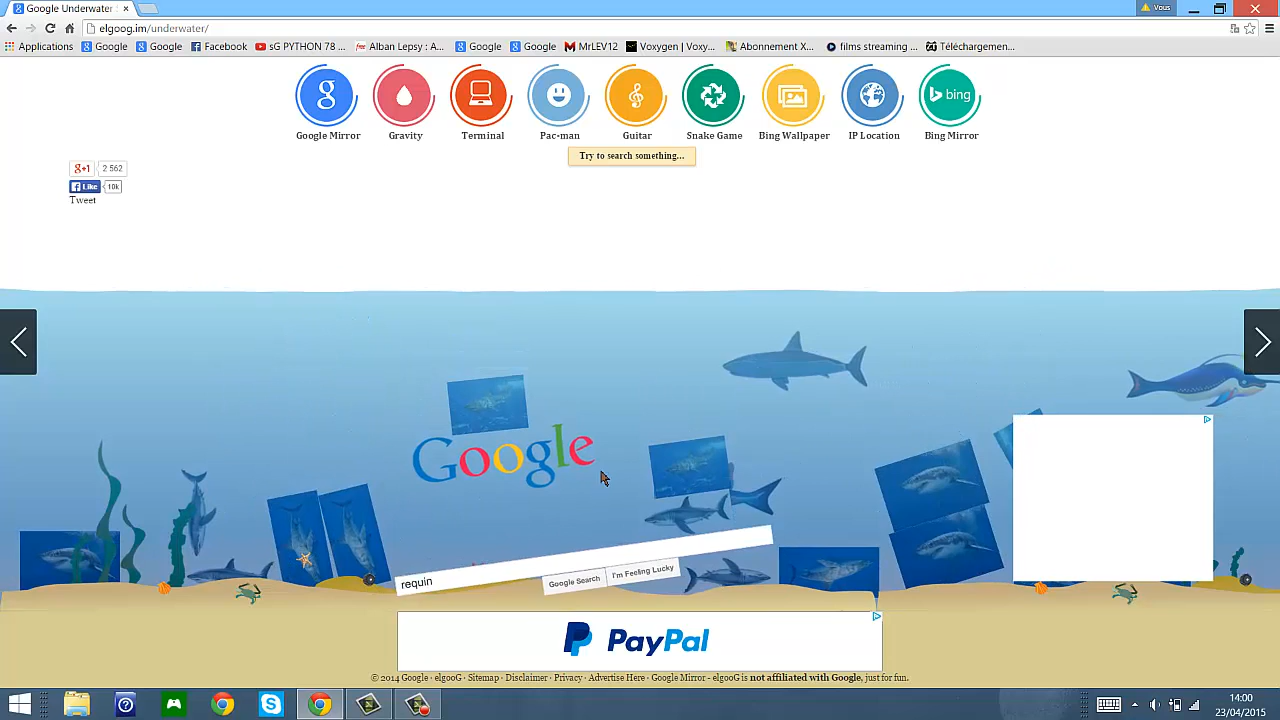 Google Underwater
Vous
elgoog.im/underwater/
Applications Google Google Facebook sG PYTHON 78 ... Alban Lepsy : A... Google Google MrLEV12 Voxygen | Voxy... Abonnement X... films streaming ... Téléchargemen...
g bing
Google Mirror Gravity Terminal Pac-man Guitar Snake Game Bing Wallpaper IP Location Bing Mirror
Try to search something...
g+1 2 562
Like 10k
Tweet
Google
requin
Google Search I'm Feeling Lucky
PayPal
© 2014 Google · elgooG · Sitemap · Disclaimer · Privacy · Advertise Here · Google Mirror - elgooG is not affiliated with Google, just for fun.
14:00
23/04/2015